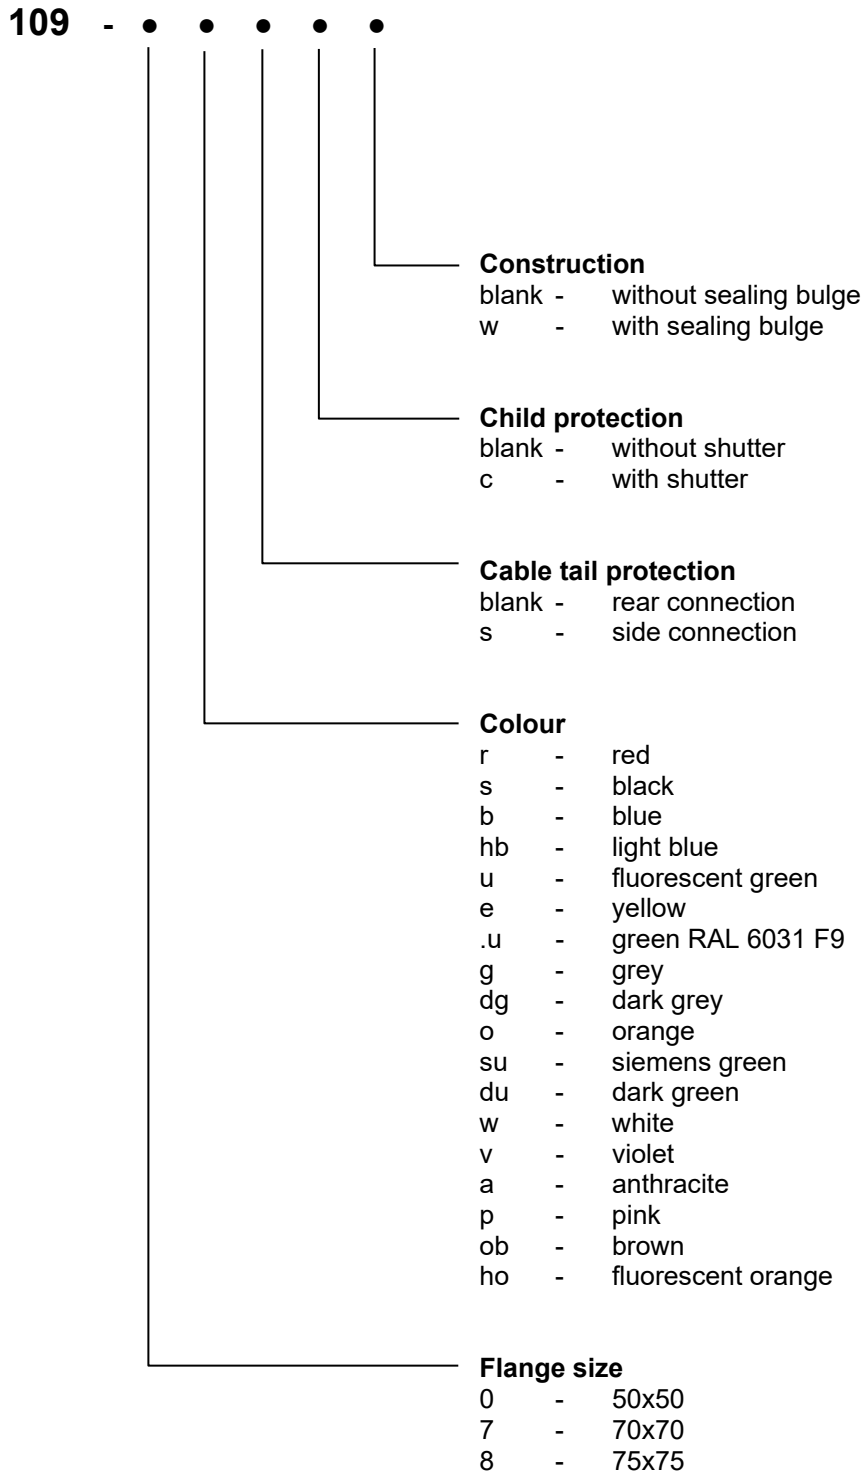 109 - ● ● ● ● ●
Construction
blank - without sealing bulge
w - with sealing bulge
Child protection
blank - without shutter
c - with shutter
Cable tail protection
blank - rear connection
s - side connection
Colour
r - red
s - black
b - blue
hb - light blue
u - fluorescent green
e - yellow
.u - green RAL 6031 F9
g - grey
dg - dark grey
o - orange
su - siemens green
du - dark green
w - white
v - violet
a - anthracite
p - pink
ob - brown
ho - fluorescent orange
Flange size
0 - 50x50
7 - 70x70
8 - 75x75